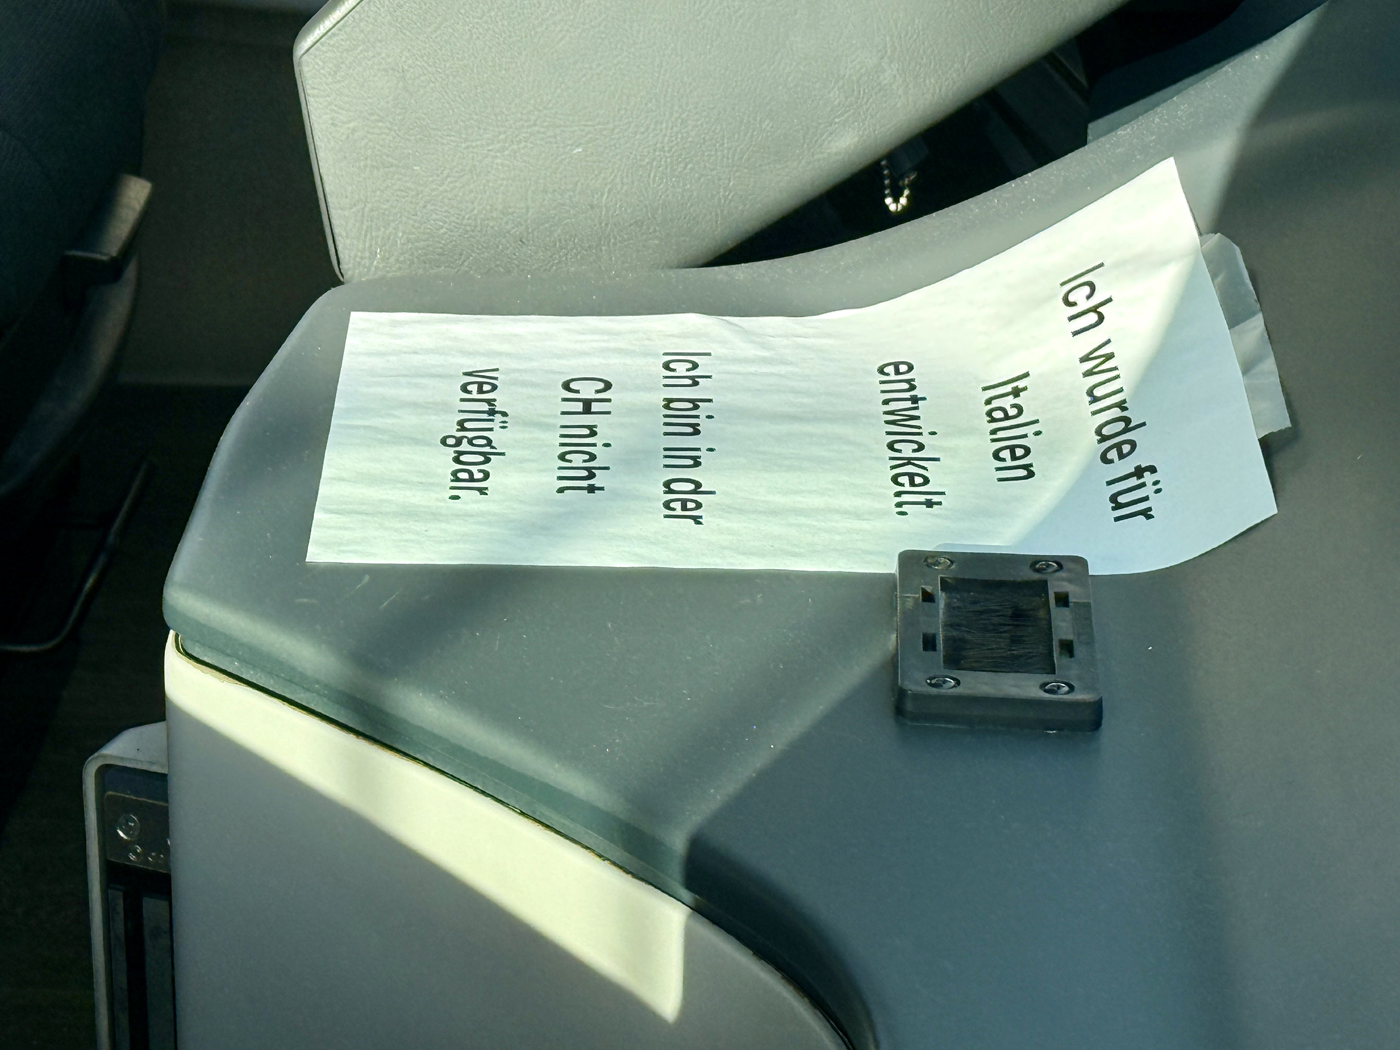 Ich wurde für
Italien
entwickelt.
Ich bin in der
CH nicht
verfügbar.